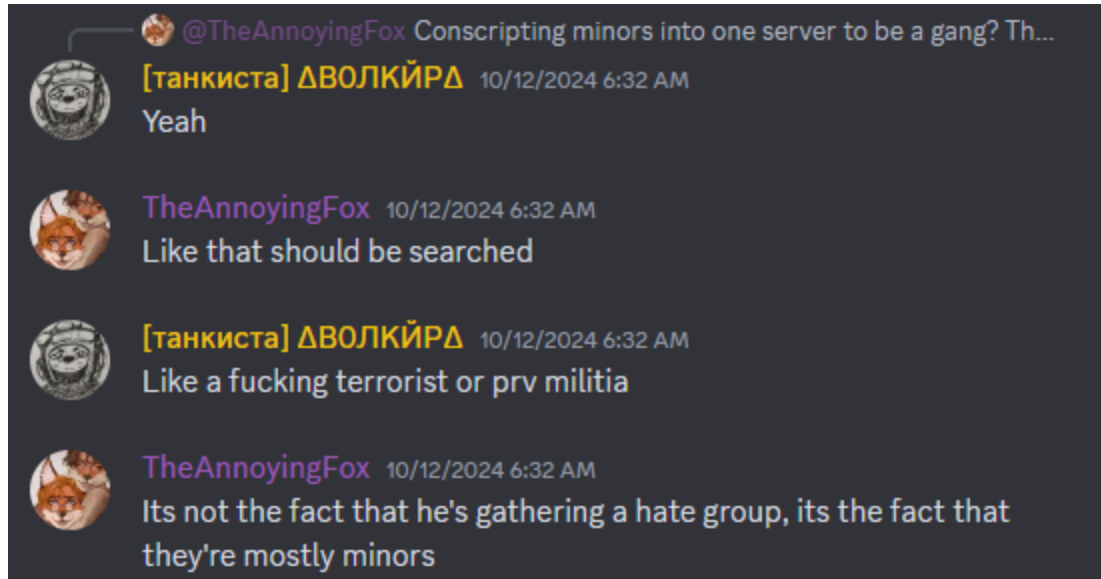 @TheAnnoyingFox Conscripting minors into one server to be a gang? Th...
[танкиста] ΔВОЛКЙРΔ 10/12/2024 6:32 AM
Yeah
TheAnnoyingFox 10/12/2024 6:32 AM
Like that should be searched
[танкиста] ΔВОЛКЙРΔ 10/12/2024 6:32 AM
Like a fucking terrorist or prv militia
TheAnnoyingFox 10/12/2024 6:32 AM
Its not the fact that he's gathering a hate group, its the fact that
they're mostly minors